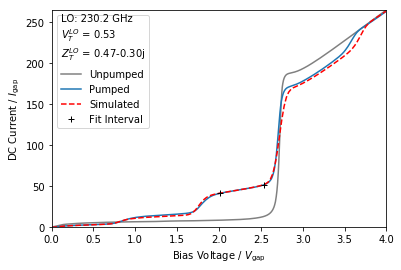 LO: 230.2 GHz
V_T^{LO} = 0.53
Z_T^{LO} = 0.47-0.30j
Unpumped
Pumped
Simulated
Fit Interval
DC Current / I_gap
250
200
150
100
50
0
0.0 0.5 1.0 1.5 2.0 2.5 3.0 3.5 4.0
Bias Voltage / V_gap